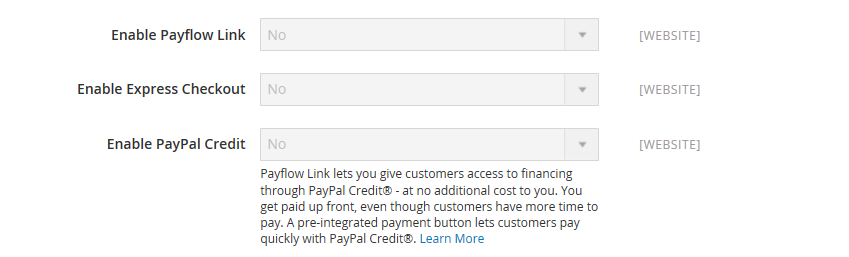 Enable Payflow Link No [WEBSITE]
Enable Express Checkout No [WEBSITE]
Enable PayPal Credit No [WEBSITE]
Payflow Link lets you give customers access to financing
through PayPal Credit® - at no additional cost to you. You
get paid up front, even though customers have more time to
pay. A pre-integrated payment button lets customers pay
quickly with PayPal Credit®. Learn More